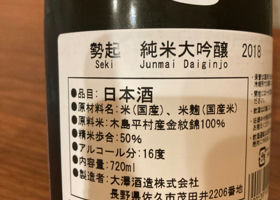 勢起 純米大吟醸 2018
Seki Junmai Daiginjo
●品目: 日本酒
●原材料名: 米(国産)、米麹(国産米)
●原料米: 木島平村産金紋錦100%
●精米歩合: 50%
●アルコール分: 16度
●内容量: 720ml
●製造者: 大澤酒造株式会社
長野県佐久市茂田井2206番地